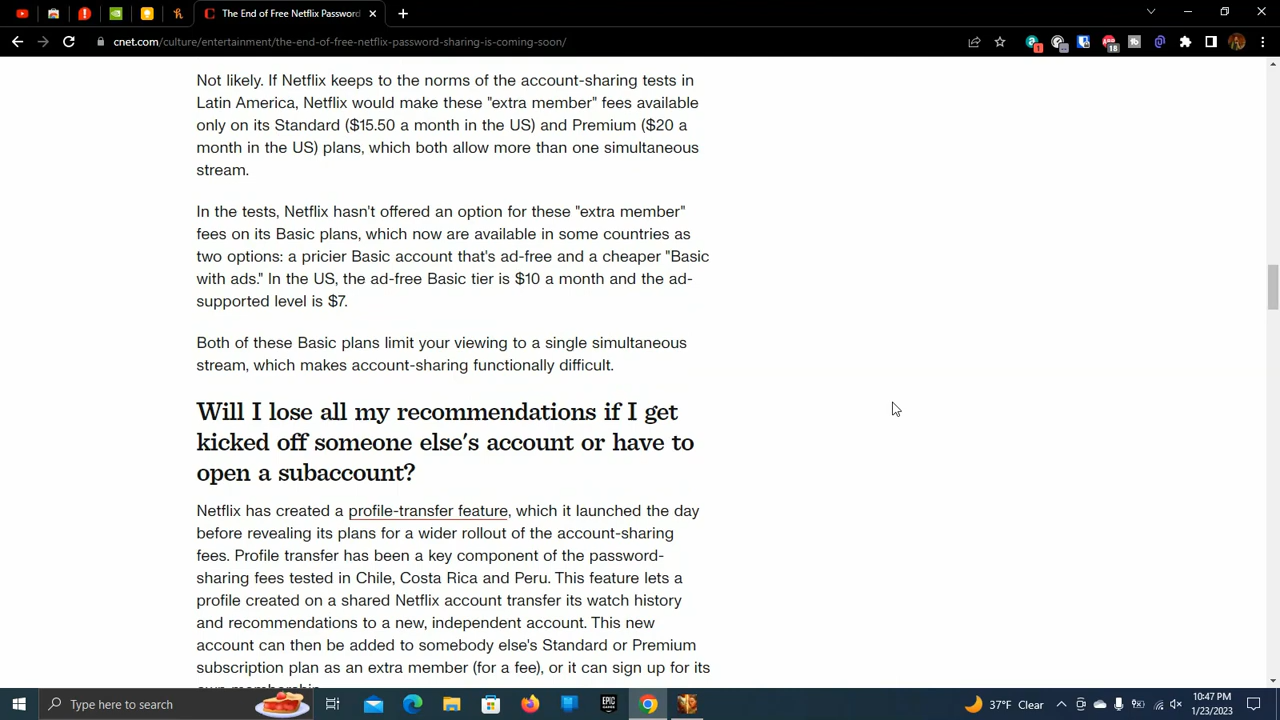 The End of Free Netflix Password
cnet.com/culture/entertainment/the-end-of-free-netflix-password-sharing-is-coming-soon/
1
18
Not likely. If Netflix keeps to the norms of the account-sharing tests in
Latin America, Netflix would make these "extra member" fees available
only on its Standard ($15.50 a month in the US) and Premium ($20 a
month in the US) plans, which both allow more than one simultaneous
stream.
In the tests, Netflix hasn't offered an option for these "extra member"
fees on its Basic plans, which now are available in some countries as
two options: a pricier Basic account that's ad-free and a cheaper "Basic
with ads." In the US, the ad-free Basic tier is $10 a month and the ad-
supported level is $7.
Both of these Basic plans limit your viewing to a single simultaneous
stream, which makes account-sharing functionally difficult.
Will I lose all my recommendations if I get
kicked off someone else's account or have to
open a subaccount?
Netflix has created a profile-transfer feature, which it launched the day
before revealing its plans for a wider rollout of the account-sharing
fees. Profile transfer has been a key component of the password-
sharing fees tested in Chile, Costa Rica and Peru. This feature lets a
profile created on a shared Netflix account transfer its watch history
and recommendations to a new, independent account. This new
account can then be added to somebody else's Standard or Premium
subscription plan as an extra member (for a fee), or it can sign up for its
own membership
Type here to search
EPIC
GAMES
37°F Clear
10:47 PM
1/23/2023